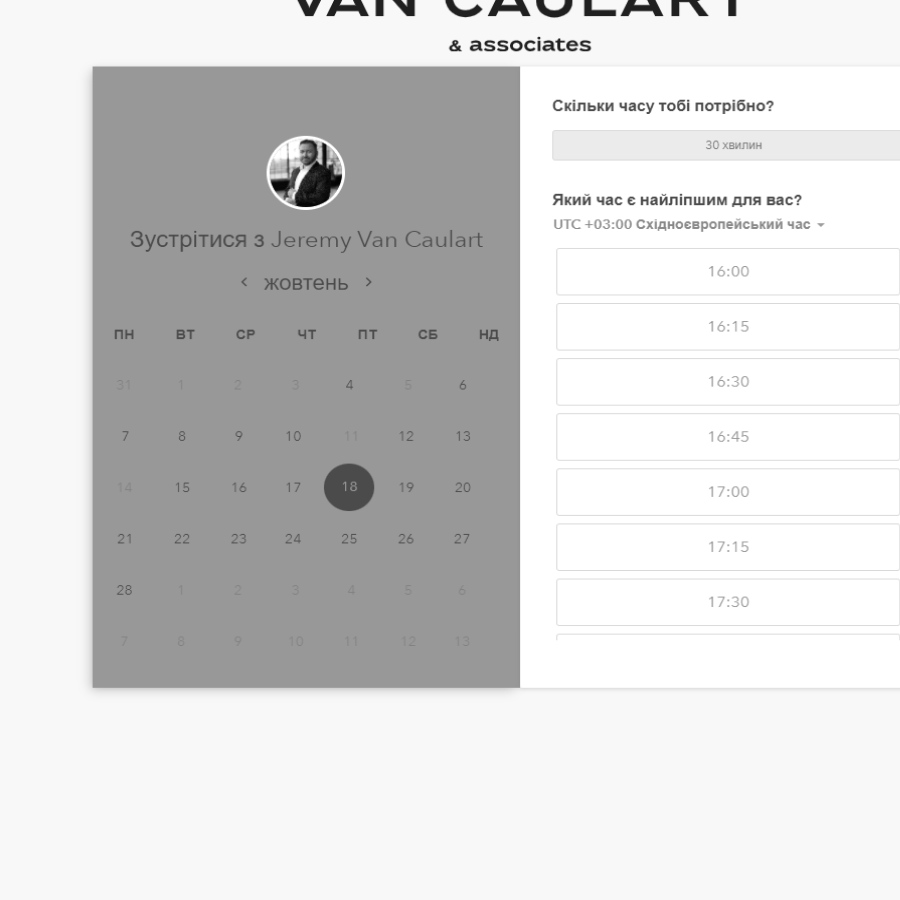 VAN CAULART
& associates
Зустрітися з Jeremy Van Caulart
жовтень
ПН ВТ СР ЧТ ПТ СБ НД
31 1 2 3 4 5 6
7 8 9 10 11 12 13
14 15 16 17 18 19 20
21 22 23 24 25 26 27
28 1 2 3 4 5 6
7 8 9 10 11 12 13
Скільки часу тобі потрібно?
30 хвилин
Який час є найліпшим для вас?
UTC +03:00 Східноєвропейський час
16:00
16:15
16:30
16:45
17:00
17:15
17:30